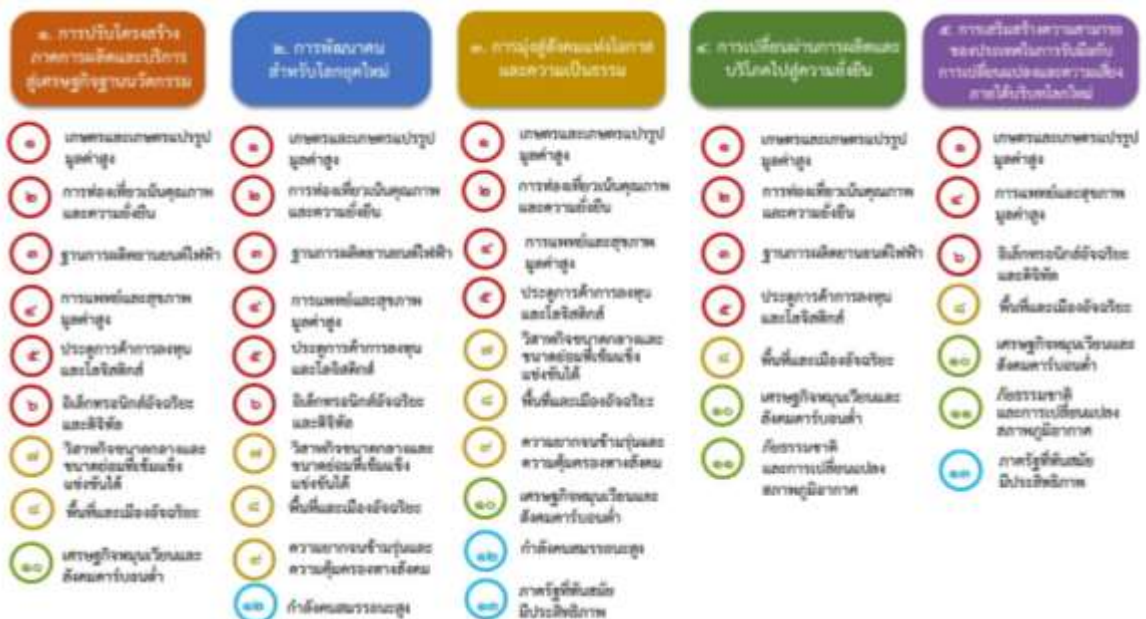 ๑. การปรับโครงสร้าง
ภาคการผลิตและบริการ
สู่เศรษฐกิจฐานนวัตกรรม
๑
เกษตรและเกษตรแปรรูป
มูลค่าสูง
๒
การท่องเที่ยวเน้นคุณภาพ
และความยั่งยืน
๓
ฐานการผลิตยานยนต์ไฟฟ้า
๔
การแพทย์และสุขภาพ
มูลค่าสูง
๕
ประตูการค้าการลงทุน
และโลจิสติกส์
๖
อิเล็กทรอนิกส์อัจฉริยะ
และดิจิทัล
๗
วิสาหกิจขนาดกลางและ
ขนาดย่อมที่เข้มแข็ง
แข่งขันได้
๘
พื้นที่และเมืองอัจฉริยะ
๑๐
เศรษฐกิจหมุนเวียนและ
สังคมคาร์บอนต่ำ
๒. การพัฒนาคน
สำหรับโลกยุคใหม่
๑
เกษตรและเกษตรแปรรูป
มูลค่าสูง
๒
การท่องเที่ยวเน้นคุณภาพ
และความยั่งยืน
๓
ฐานการผลิตยานยนต์ไฟฟ้า
๔
การแพทย์และสุขภาพ
มูลค่าสูง
๕
ประตูการค้าการลงทุน
และโลจิสติกส์
๖
อิเล็กทรอนิกส์อัจฉริยะ
และดิจิทัล
๗
วิสาหกิจขนาดกลางและ
ขนาดย่อมที่เข้มแข็ง
แข่งขันได้
๘
พื้นที่และเมืองอัจฉริยะ
๙
ความยากจนข้ามรุ่นและ
ความคุ้มครองทางสังคม
๑๒
กำลังคนสมรรถนะสูง
๓. การมุ่งสู่สังคมแห่งโอกาส
และความเป็นธรรม
๑
เกษตรและเกษตรแปรรูป
มูลค่าสูง
๒
การท่องเที่ยวเน้นคุณภาพ
และความยั่งยืน
๔
การแพทย์และสุขภาพ
มูลค่าสูง
๕
ประตูการค้าการลงทุน
และโลจิสติกส์
๗
วิสาหกิจขนาดกลางและ
ขนาดย่อมที่เข้มแข็ง
แข่งขันได้
๘
พื้นที่และเมืองอัจฉริยะ
๙
ความยากจนข้ามรุ่นและ
ความคุ้มครองทางสังคม
๑๐
เศรษฐกิจหมุนเวียนและ
สังคมคาร์บอนต่ำ
๑๒
กำลังคนสมรรถนะสูง
๑๓
ภาครัฐที่ทันสมัย
มีประสิทธิภาพ
๔. การเปลี่ยนผ่านการผลิตและ
บริโภคไปสู่ความยั่งยืน
๑
เกษตรและเกษตรแปรรูป
มูลค่าสูง
๒
การท่องเที่ยวเน้นคุณภาพ
และความยั่งยืน
๓
ฐานการผลิตยานยนต์ไฟฟ้า
๕
ประตูการค้าการลงทุน
และโลจิสติกส์
๘
พื้นที่และเมืองอัจฉริยะ
๑๐
เศรษฐกิจหมุนเวียนและ
สังคมคาร์บอนต่ำ
๑๑
ภัยธรรมชาติ
และการเปลี่ยนแปลง
สภาพภูมิอากาศ
๕. การเสริมสร้างความสามารถ
ของประเทศในการรับมือกับ
การเปลี่ยนแปลงและความเสี่ยง
ภายใต้บริบทโลกใหม่
๑
เกษตรและเกษตรแปรรูป
มูลค่าสูง
๔
การแพทย์และสุขภาพ
มูลค่าสูง
๖
อิเล็กทรอนิกส์อัจฉริยะ
และดิจิทัล
๘
พื้นที่และเมืองอัจฉริยะ
๑๐
เศรษฐกิจหมุนเวียนและ
สังคมคาร์บอนต่ำ
๑๑
ภัยธรรมชาติ
และการเปลี่ยนแปลง
สภาพภูมิอากาศ
๑๓
ภาครัฐที่ทันสมัย
มีประสิทธิภาพ